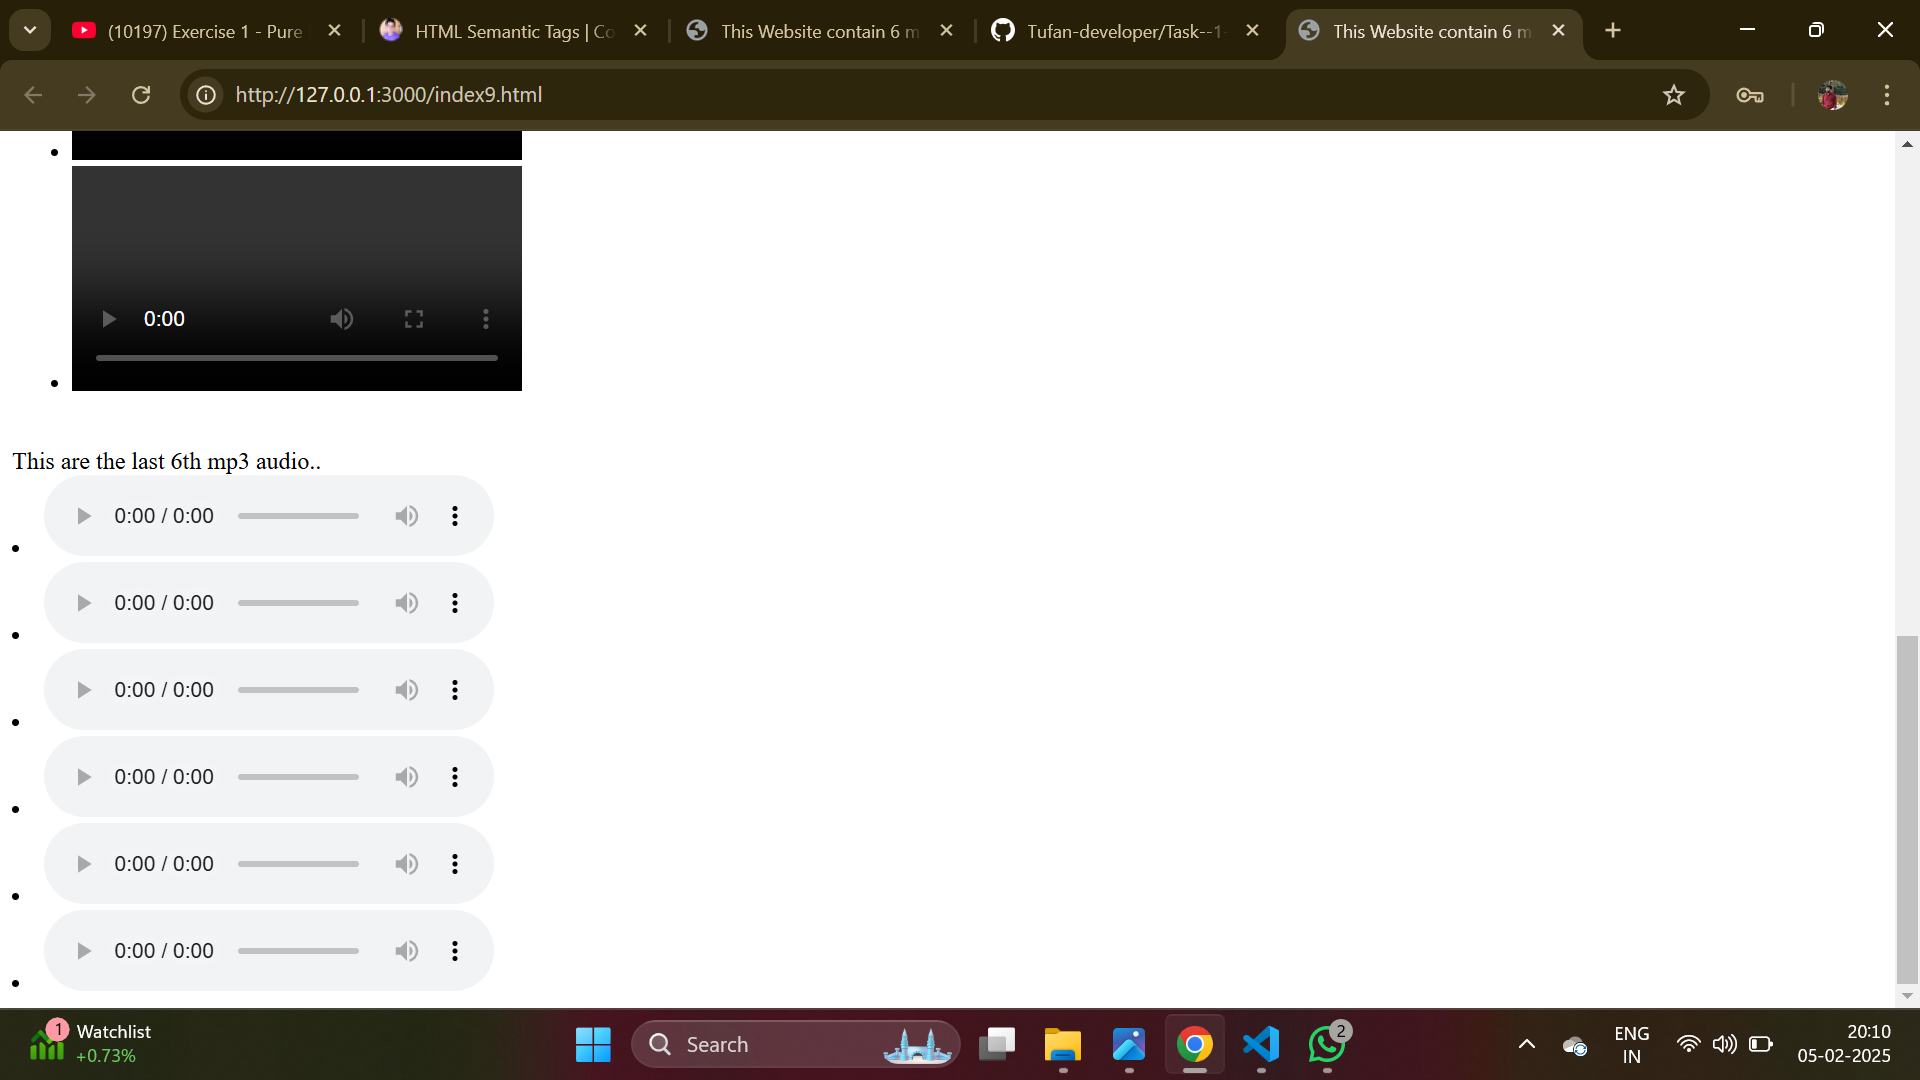 (10197) Exercise 1 - Pure
HTML Semantic Tags | Co
This Website contain 6 m
Tufan-developer/Task--1-
This Website contain 6 m
http://127.0.0.1:3000/index9.html
0:00
This are the last 6th mp3 audio..
0:00 / 0:00
0:00 / 0:00
0:00 / 0:00
0:00 / 0:00
0:00 / 0:00
0:00 / 0:00
1
Watchlist
+0.73%
Search
2
ENG
IN
20:10
05-02-2025